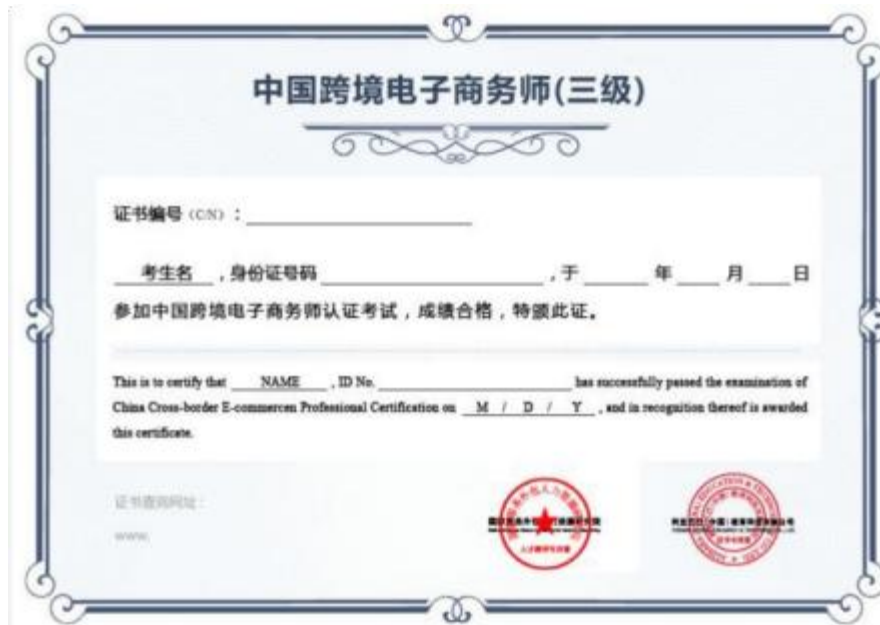 中国跨境电子商务师(三级)
证书编号(C/N):
考生名,身份证号码,于 年 月 日
参加中国跨境电子商务师认证考试,成绩合格,特颁此证。
This is to certify that NAME , ID No. has successfully passed the examination of
China Cross-border E-commercen Professional Certification on M / D / Y , and in recognition thereof is awarded
this certificate.
证书查询网址:
www.